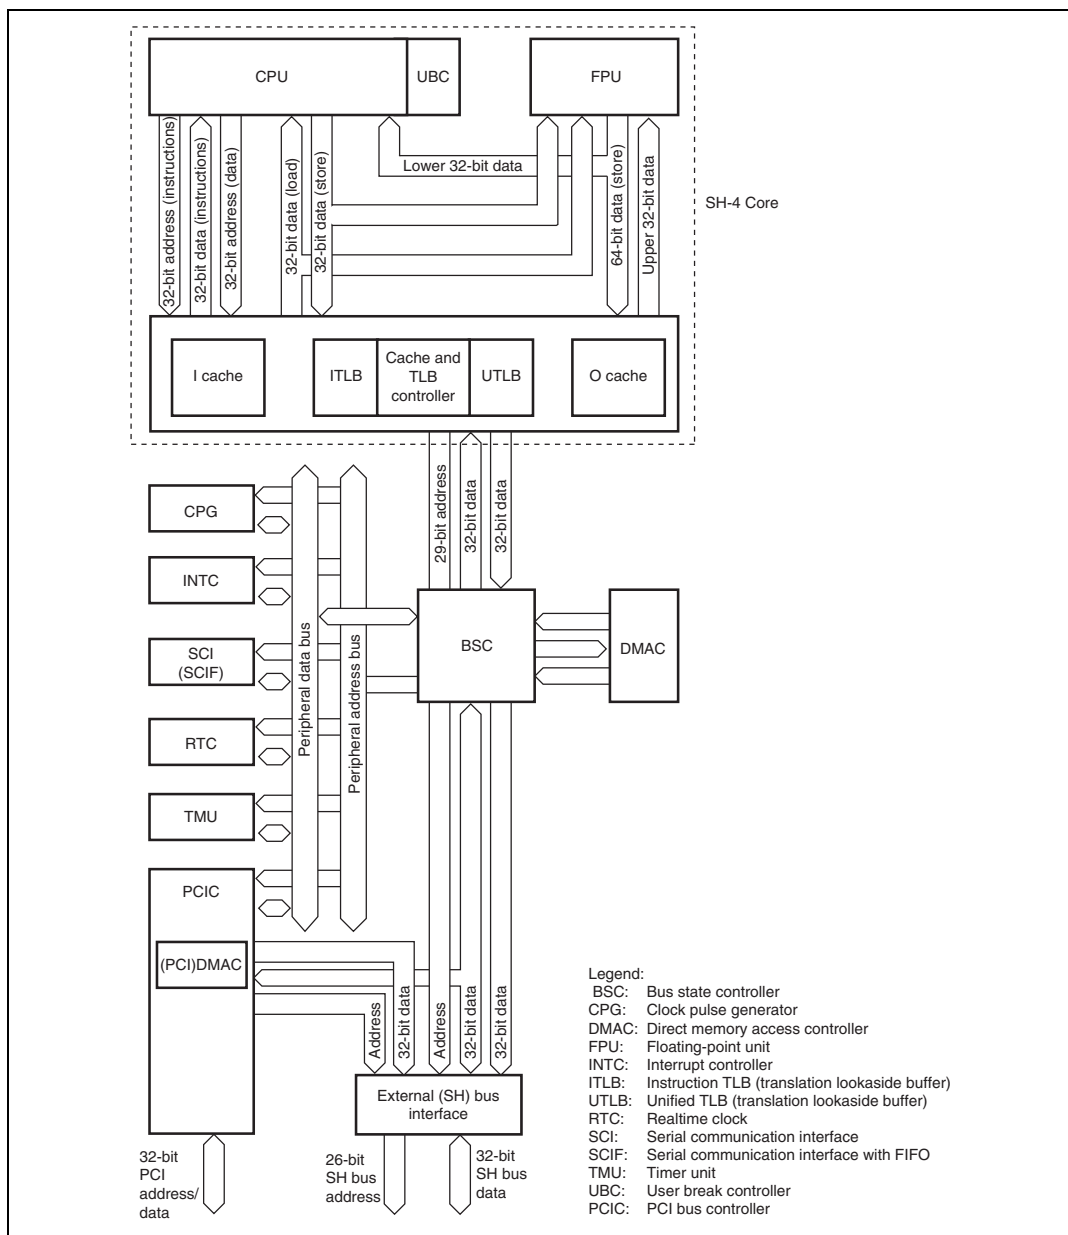 CPU
UBC
FPU
Lower 32-bit data
32-bit address (instructions)
32-bit data (instructions)
32-bit address (data)
32-bit data (load)
32-bit data (store)
64-bit data (store)
Upper 32-bit data
SH-4 Core
I cache
ITLB
Cache and
TLB
controller
UTLB
O cache
29-bit address
32-bit data
32-bit data
CPG
INTC
SCI
(SCIF)
RTC
TMU
PCIC
(PCI)DMAC
Peripheral data bus
Peripheral address bus
BSC
DMAC
Address
32-bit data
Address
32-bit data
32-bit data
External (SH) bus
interface
32-bit
PCI
address/
data
26-bit
SH bus
address
32-bit
SH bus
data
Legend:
BSC: Bus state controller
CPG: Clock pulse generator
DMAC: Direct memory access controller
FPU: Floating-point unit
INTC: Interrupt controller
ITLB: Instruction TLB (translation lookaside buffer)
UTLB: Unified TLB (translation lookaside buffer)
RTC: Realtime clock
SCI: Serial communication interface
SCIF: Serial communication interface with FIFO
TMU: Timer unit
UBC: User break controller
PCIC: PCI bus controller